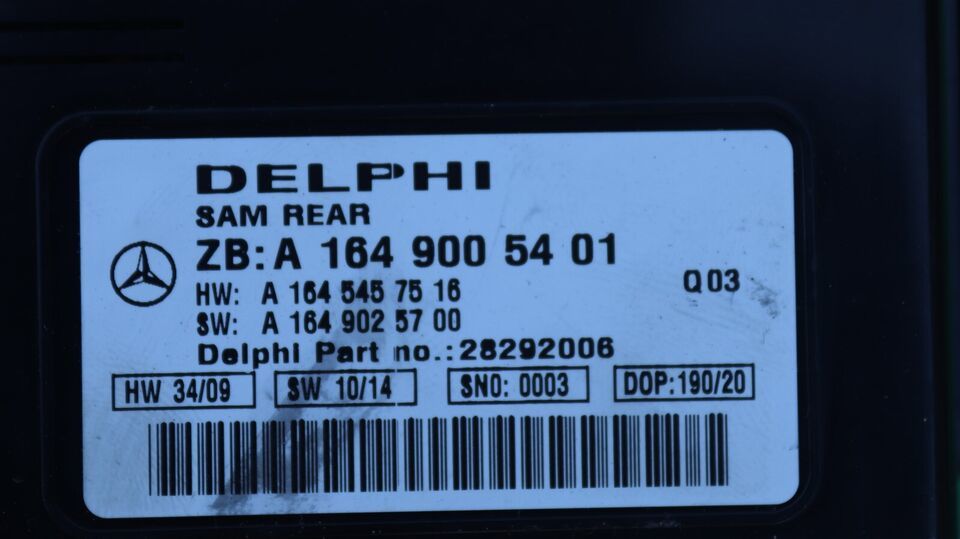 DELPHI
SAM REAR
ZB: A 164 900 54 01
Q03
HW: A 164 545 75 16
SW: A 164 902 57 00
Delphi Part no.: 28292006
HW 34/09 SW 10/14 SNO: 0003 DOP: 190/20